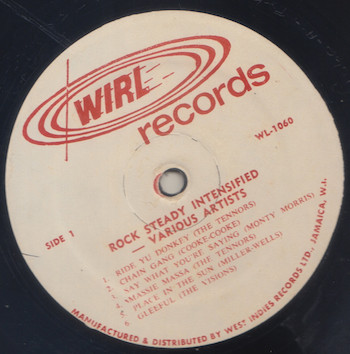 WIRL
records
WL-1060
SIDE 1
ROCK STEADY INTENSIFIED
- VARIOUS ARTISTS
1. RIDE YU DONKEY (THE TENNORS)
2. CHAIN GANG (COOKE-COOKE)
3. SAY WHAT YOU'RE SAYING (MONTY MORRIS)
4. MASSIE MASSA (THE TENNORS)
5. PLACE IN THE SUN (MILLER-WELLS)
6 GLEEFUL (THE VISIONS)
MANUFACTURED & DISTRIBUTED BY WEST INDIES RECORDS LTD., JAMAICA, W.I.